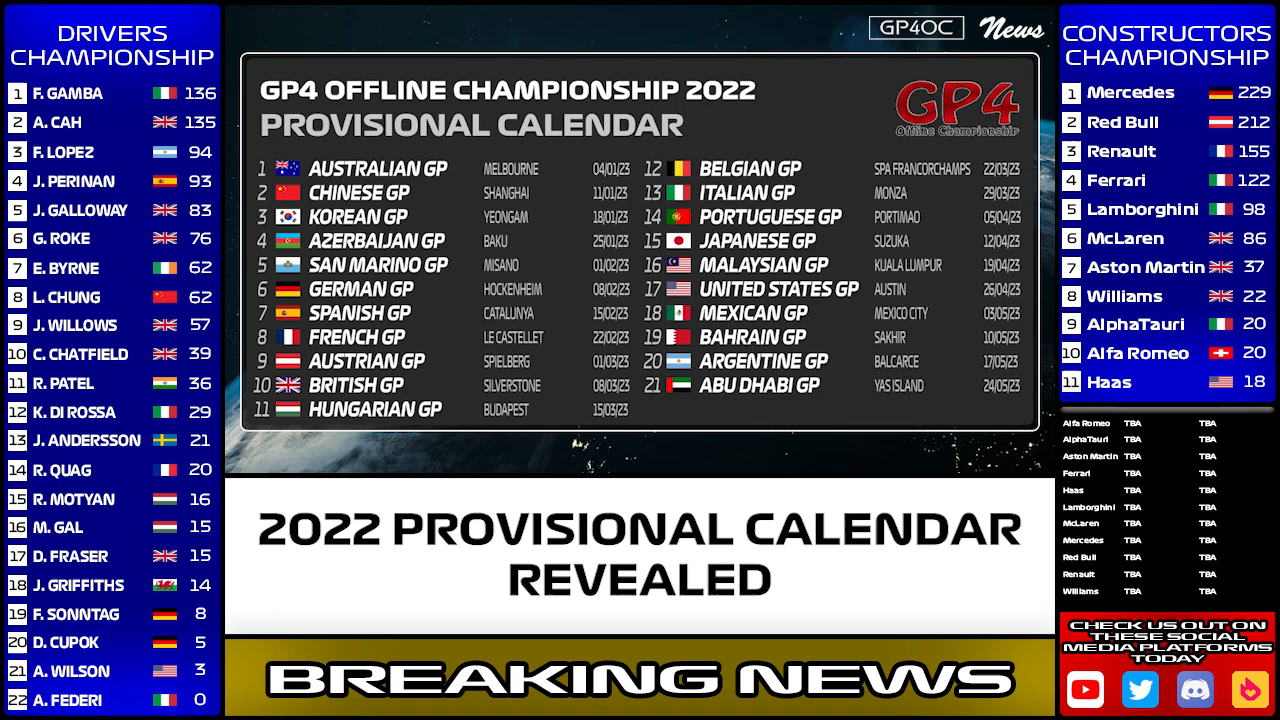 DRIVERS
CHAMPIONSHIP
1 F. GAMBA 136
2 A. CAH 135
3 F. LOPEZ 94
4 J. PERINAN 93
5 J. GALLOWAY 83
6 G. ROKE 76
7 E. BYRNE 62
8 L. CHUNG 62
9 J. WILLOWS 57
10 C. CHATFIELD 39
11 R. PATEL 36
12 K. DI ROSSA 29
13 J. ANDERSSON 21
14 R. QUAG 20
15 R. MOTYAN 16
16 M. GAL 15
17 D. FRASER 15
18 J. GRIFFITHS 14
19 F. SONNTAG 8
20 D. CUPOK 5
21 A. WILSON 3
22 A. FEDERI 0
GP4OC News
GP4 OFFLINE CHAMPIONSHIP 2022
PROVISIONAL CALENDAR
GP4
Offline Championship
1 AUSTRALIAN GP MELBOURNE 04/01/23
2 CHINESE GP SHANGHAI 11/01/23
3 KOREAN GP YEONGAM 18/01/23
4 AZERBAIJAN GP BAKU 25/01/23
5 SAN MARINO GP MISANO 01/02/23
6 GERMAN GP HOCKENHEIM 08/02/23
7 SPANISH GP CATALUNYA 15/02/23
8 FRENCH GP LE CASTELLET 22/02/23
9 AUSTRIAN GP SPIELBERG 01/03/23
10 BRITISH GP SILVERSTONE 08/03/23
11 HUNGARIAN GP BUDAPEST 15/03/23
12 BELGIAN GP SPA FRANCORCHAMPS 22/03/23
13 ITALIAN GP MONZA 29/03/23
14 PORTUGUESE GP PORTIMAO 05/04/23
15 JAPANESE GP SUZUKA 12/04/23
16 MALAYSIAN GP KUALA LUMPUR 19/04/23
17 UNITED STATES GP AUSTIN 26/04/23
18 MEXICAN GP MEXICO CITY 03/05/23
19 BAHRAIN GP SAKHIR 10/05/23
20 ARGENTINE GP BALCARCE 17/05/23
21 ABU DHABI GP YAS ISLAND 24/05/23
2022 PROVISIONAL CALENDAR
REVEALED
BREAKING NEWS
CONSTRUCTORS
CHAMPIONSHIP
1 Mercedes 229
2 Red Bull 212
3 Renault 155
4 Ferrari 122
5 Lamborghini 98
6 McLaren 86
7 Aston Martin 37
8 Williams 22
9 AlphaTauri 20
10 Alfa Romeo 20
11 Haas 18
Alfa Romeo TBA TBA
AlphaTauri TBA TBA
Aston Martin TBA TBA
Ferrari TBA TBA
Haas TBA TBA
Lamborghini TBA TBA
McLaren TBA TBA
Mercedes TBA TBA
Red Bull TBA TBA
Renault TBA TBA
Williams TBA TBA
CHECK US OUT ON
THESE SOCIAL
MEDIA PLATFORMS
TODAY